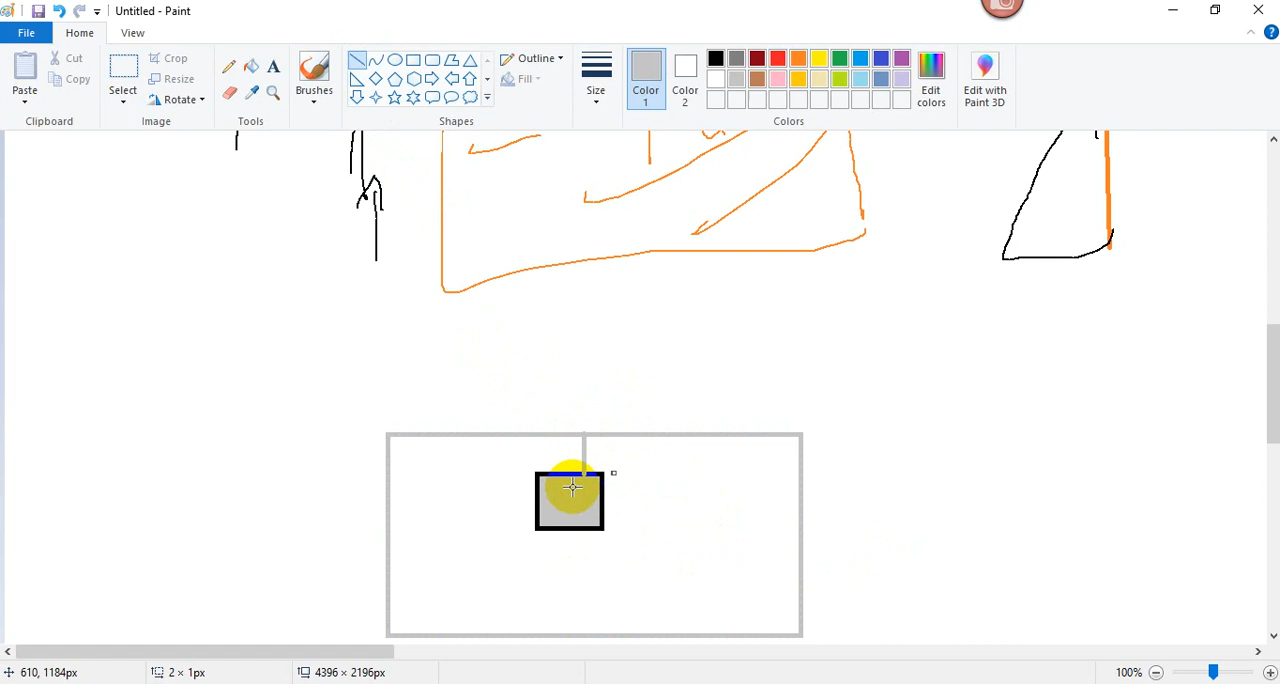 Untitled - Paint
File
Home
View
Paste
Cut
Copy
Clipboard
Select
Crop
Resize
Rotate
Image
A
Tools
Brushes
Outline
Fill
Shapes
Size
Color 1
Color 2
Edit colors
Colors
Edit with Paint 3D
610, 1184px
2 × 1px
4396 × 2196px
100%